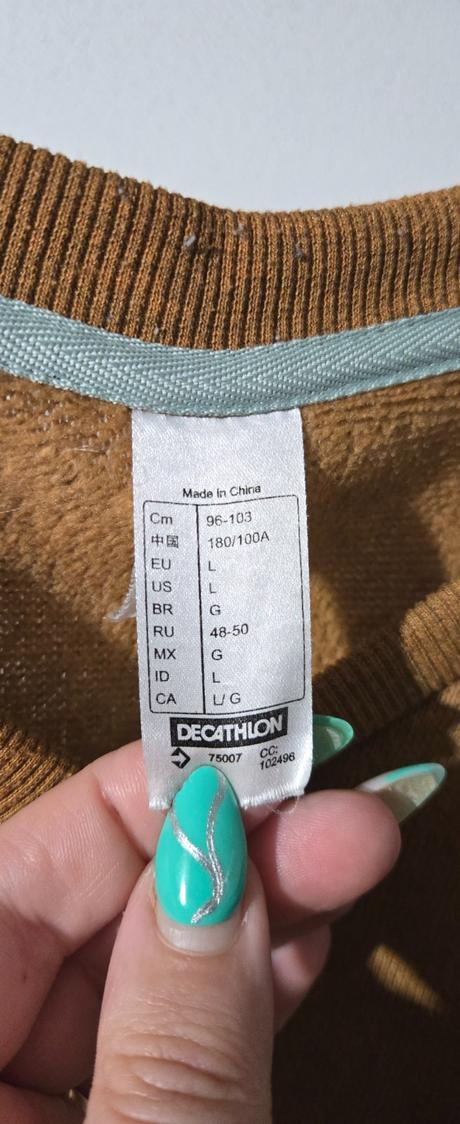 Made in China
Cm 96-103
中国 180/100A
EU L
US L
BR G
RU 48-50
MX G
ID L
CA L/ G
DECATHLON
75007 CC: 102496